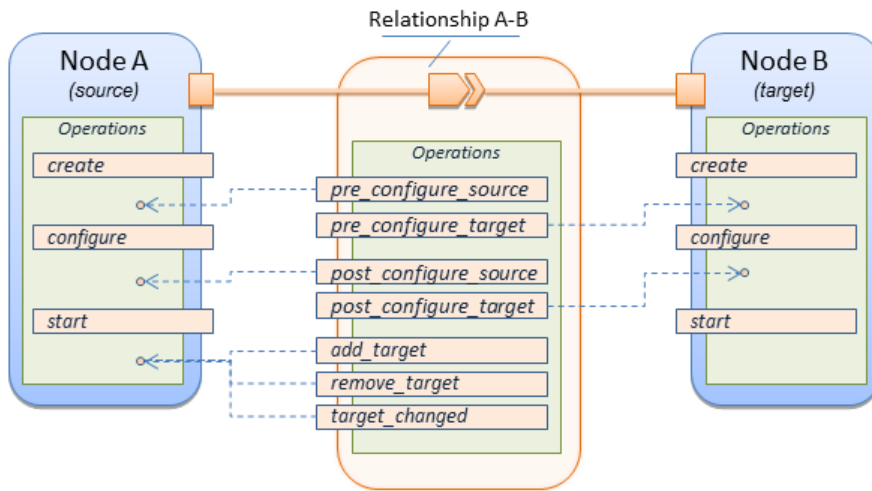 Relationship A-B
Node A
(source)
Operations
create
configure
start
Operations
pre_configure_source
pre_configure_target
post_configure_source
post_configure_target
add_target
remove_target
target_changed
Node B
(target)
Operations
create
configure
start